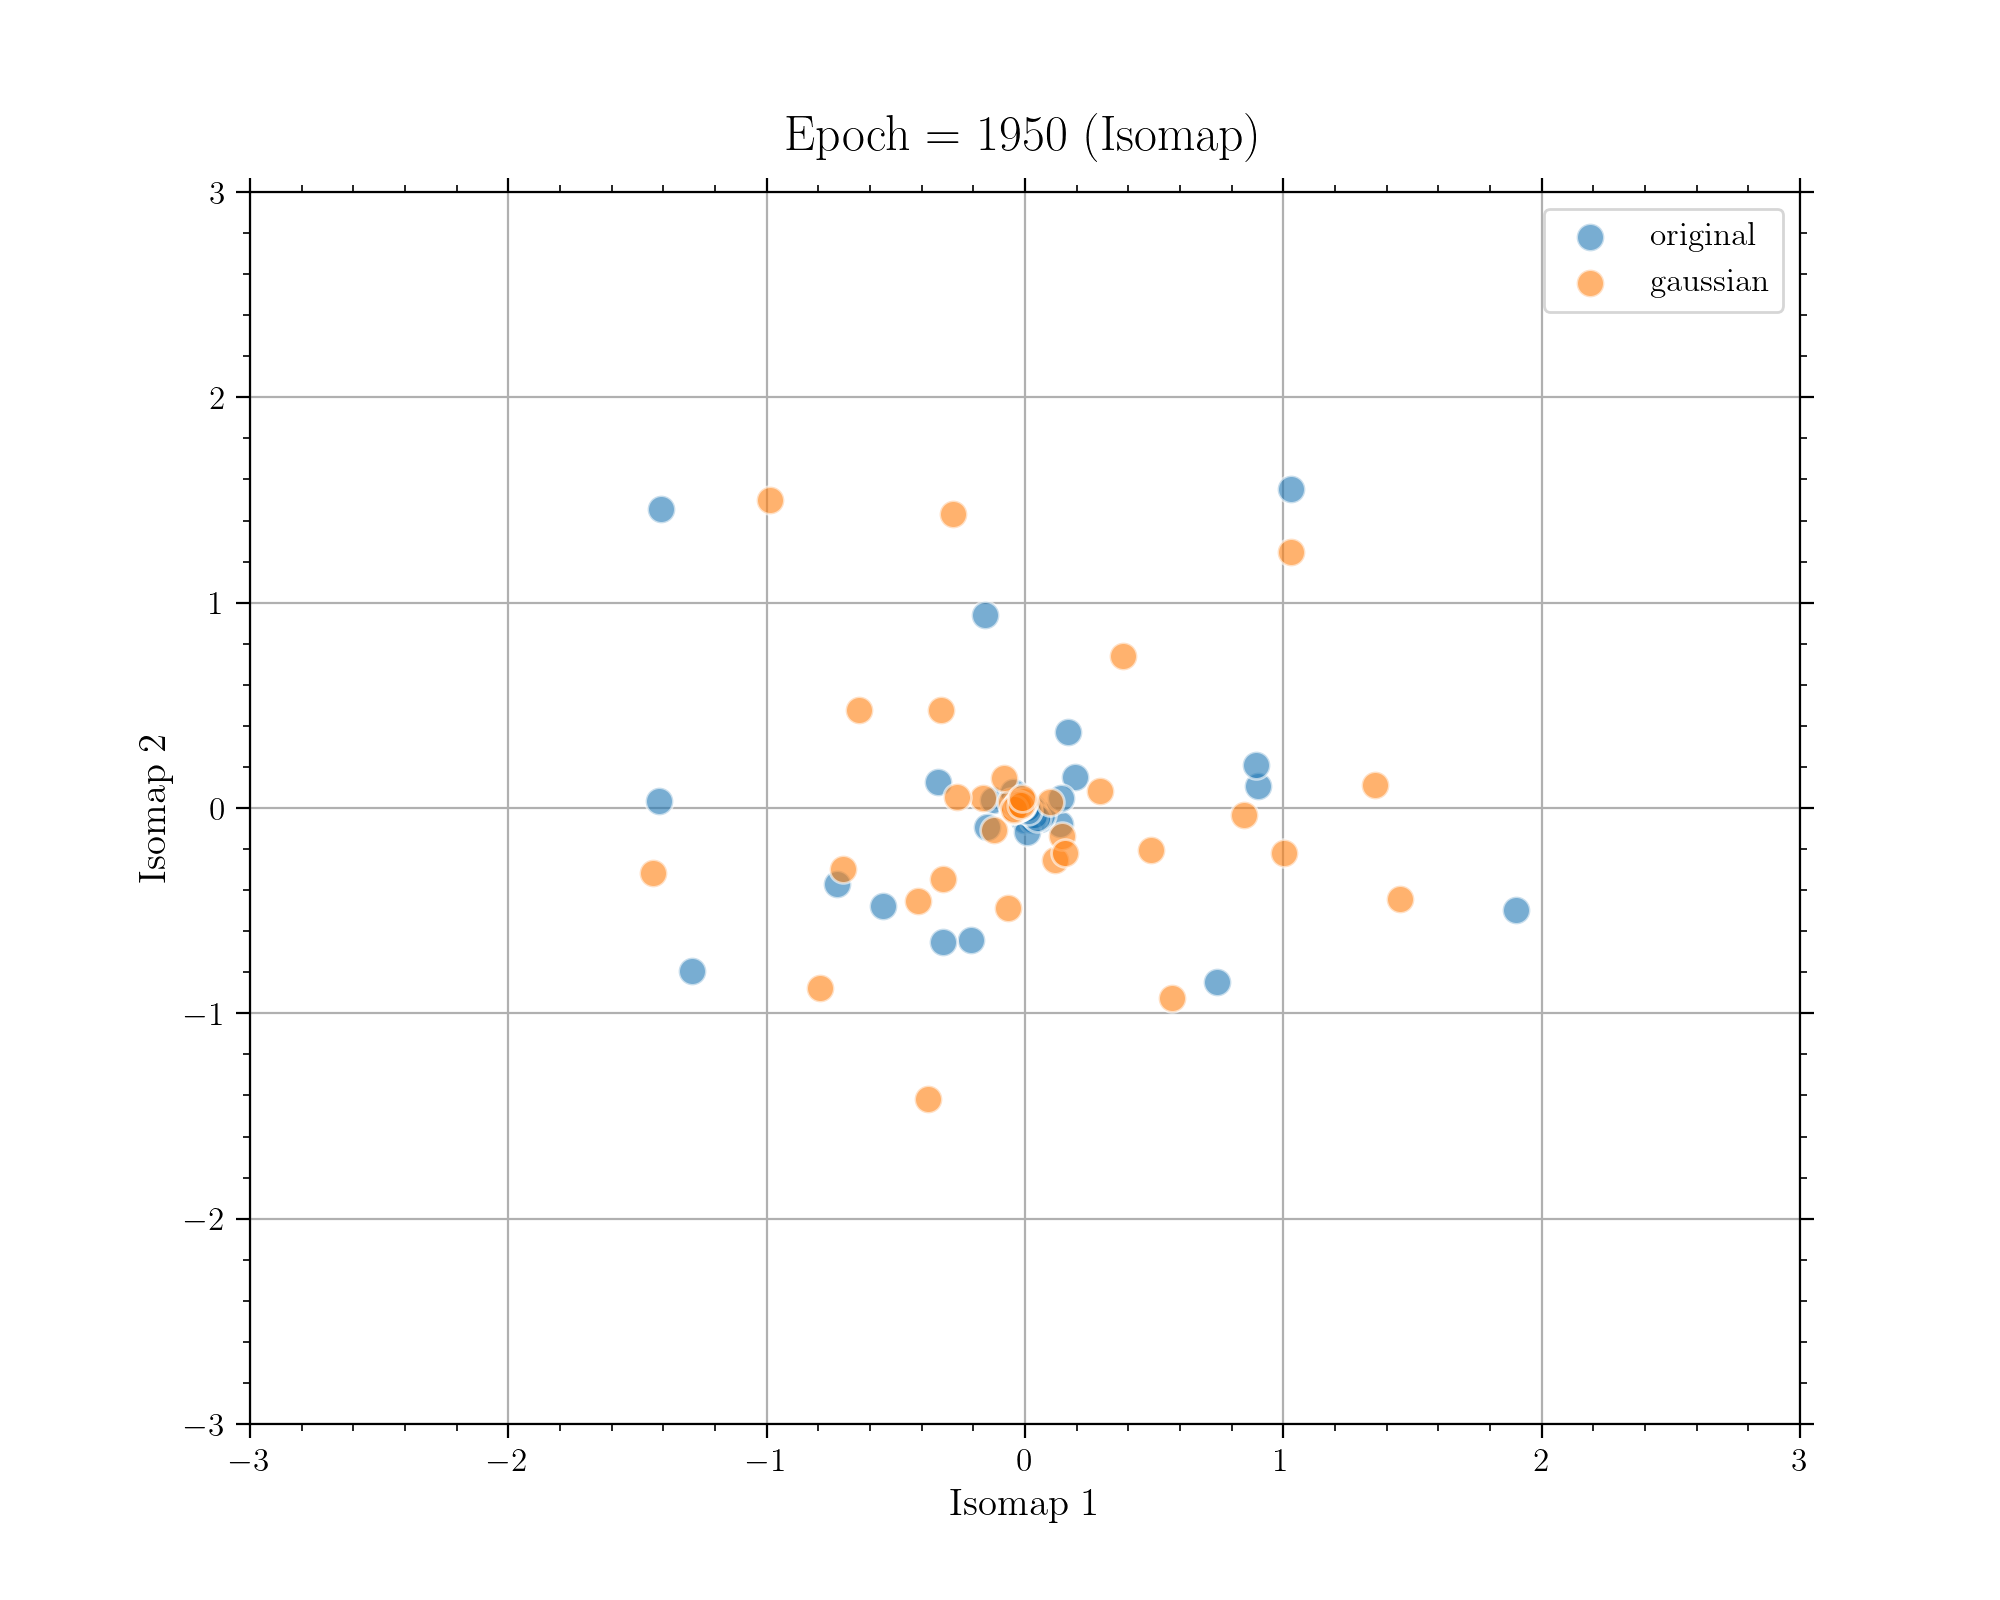 Epoch = 1950 (Isomap)
original
gaussian
3
2
1
0
−1
−2
−3
−3
−2
−1
0
1
2
3
Isomap 1
Isomap 2